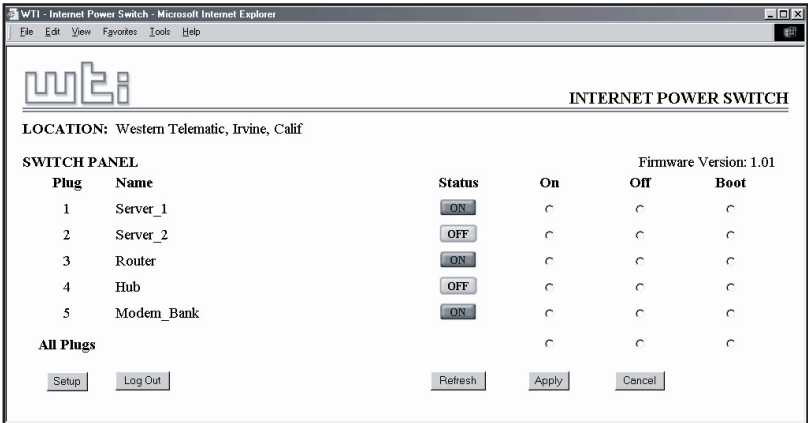 WTI - Internet Power Switch - Microsoft Internet Explorer
File Edit View Favorites Tools Help
wti
INTERNET POWER SWITCH
LOCATION: Western Telematic, Irvine, Calif
SWITCH PANEL Firmware Version: 1.01
Plug Name Status On Off Boot
1 Server_1 ON
2 Server_2 OFF
3 Router ON
4 Hub OFF
5 Modem_Bank ON
All Plugs
Setup Log Out Refresh Apply Cancel